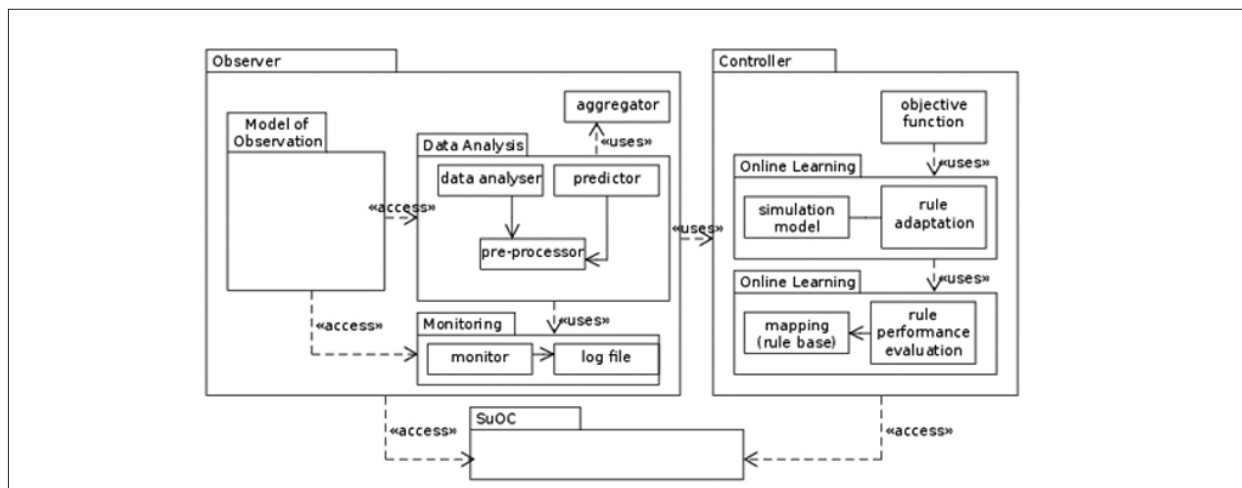 Observer
Controller
aggregator
objective
function
Model of
Observation
«uses»
Data Analysis
«uses»
data analyser
predictor
Online Learning
«access»
simulation
model
rule
adaptation
«uses»
pre-processor
«uses»
Online Learning
«access»
Monitoring
«uses»
mapping
(rule base)
rule
performance
evaluation
monitor
log file
SuOC
«access»
«access»